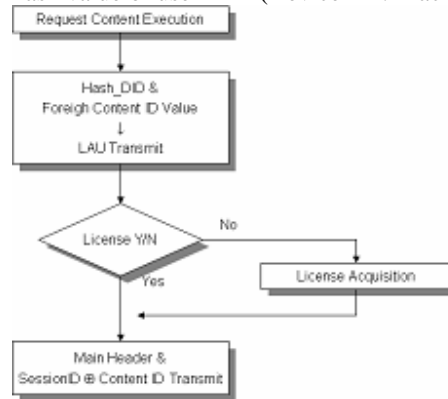 Request Content Execution
Hash_DID &
Foreigh Content ID Value
↓
LAU Transmit
License Y/N
No
License Acquisition
Yes
Main Header &
SessionID ⊕ Content ID Transmit